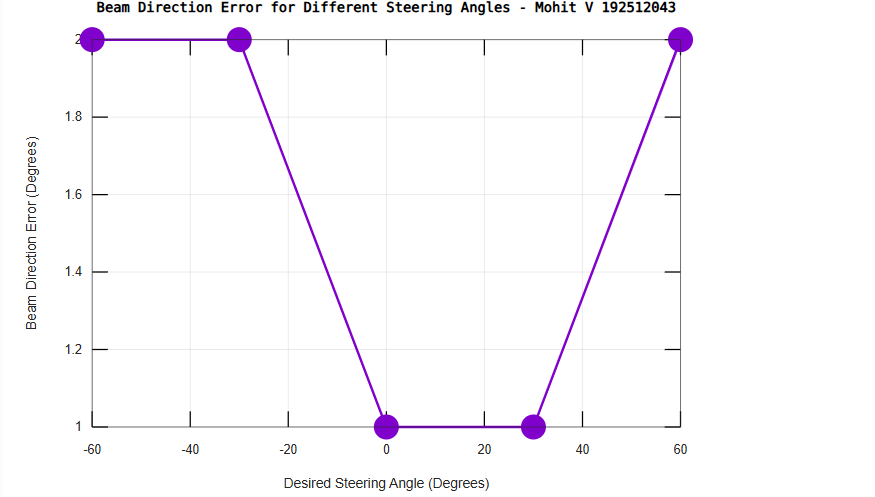 Beam Direction Error for Different Steering Angles - Mohit V 192512043
2
1.8
1.6
1.4
1.2
1
Beam Direction Error (Degrees)
-60 -40 -20 0 20 40 60
Desired Steering Angle (Degrees)